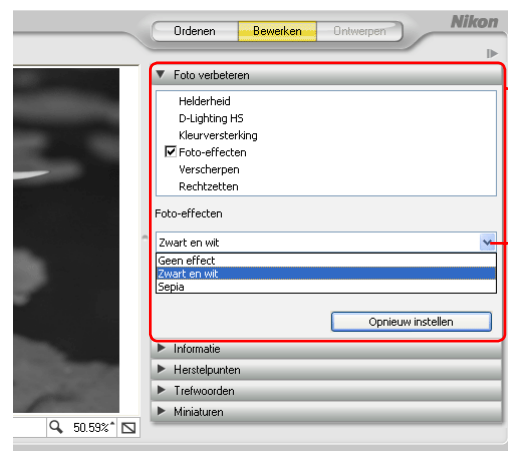 Ordenen Bewerken Ontwerpen Nikon
Foto verbeteren
Helderheid
D-Lighting HS
Kleurversterking
Foto-effecten
Verscherpen
Rechtzetten
Foto-effecten
Zwart en wit
Geen effect
Zwart en wit
Sepia
Opnieuw instellen
Informatie
Herstelpunten
Trefwoorden
Miniaturen
50.59%